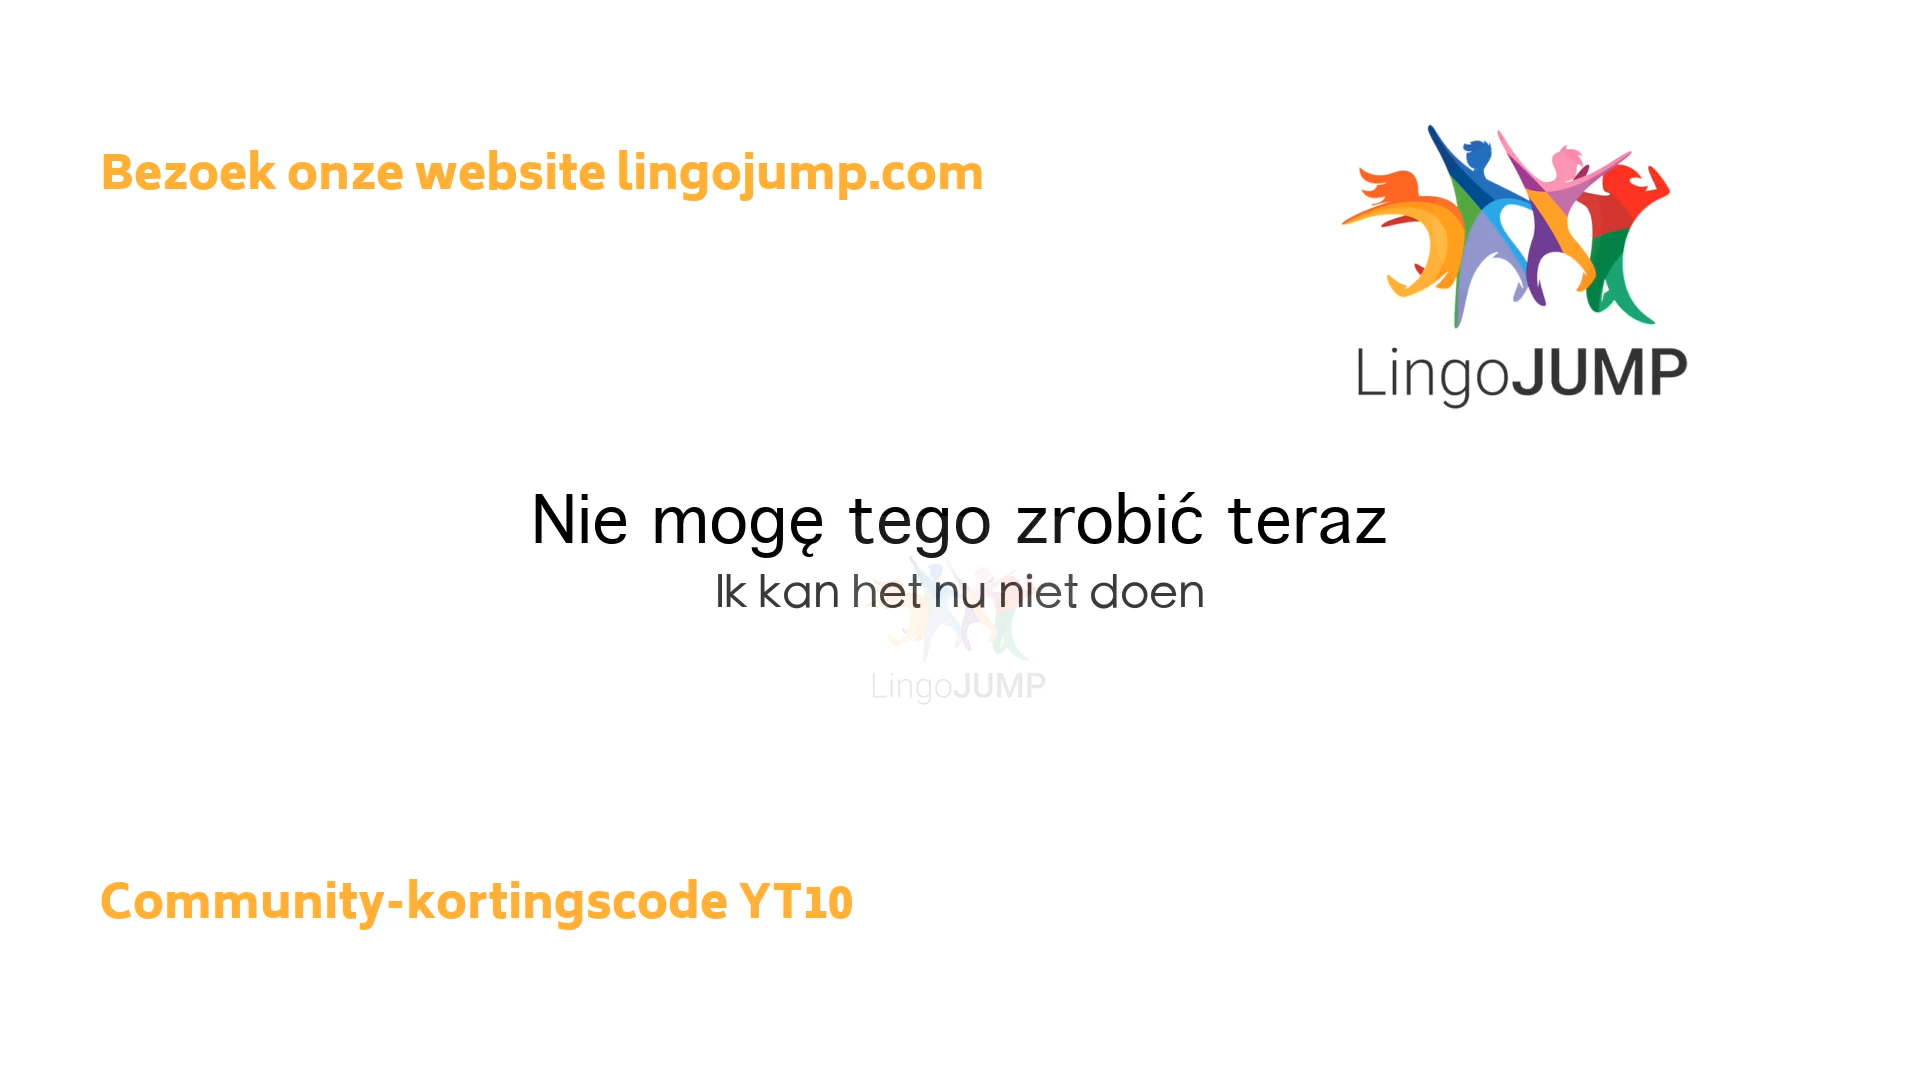 Bezoek onze website lingojump.com
LingoJUMP
Nie mogę tego zrobić teraz
Ik kan het nu niet doen
LingoJUMP
Community-kortingscode YT10